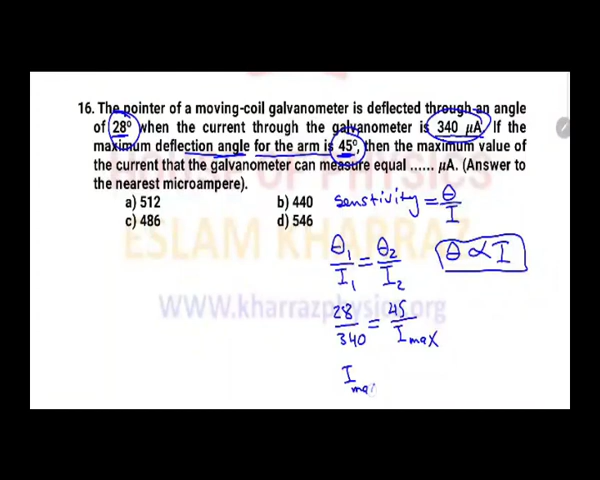 16. The pointer of a moving-coil galvanometer is deflected through an angle
of 28° when the current through the galvanometer is 340 μA. If the
maximum deflection angle for the arm is 45°, then the maximum value of
the current that the galvanometer can measure equal ...... μA. (Answer to
the nearest microampere).
a) 512 b) 440
c) 486 d) 546
senstivity = θ/I
θ₁/I₁ = θ₂/I₂
θ ∝ I
ESLAM KHARRAZ
www.kharrazphysics.org
28/340 = 45/I max
I ma